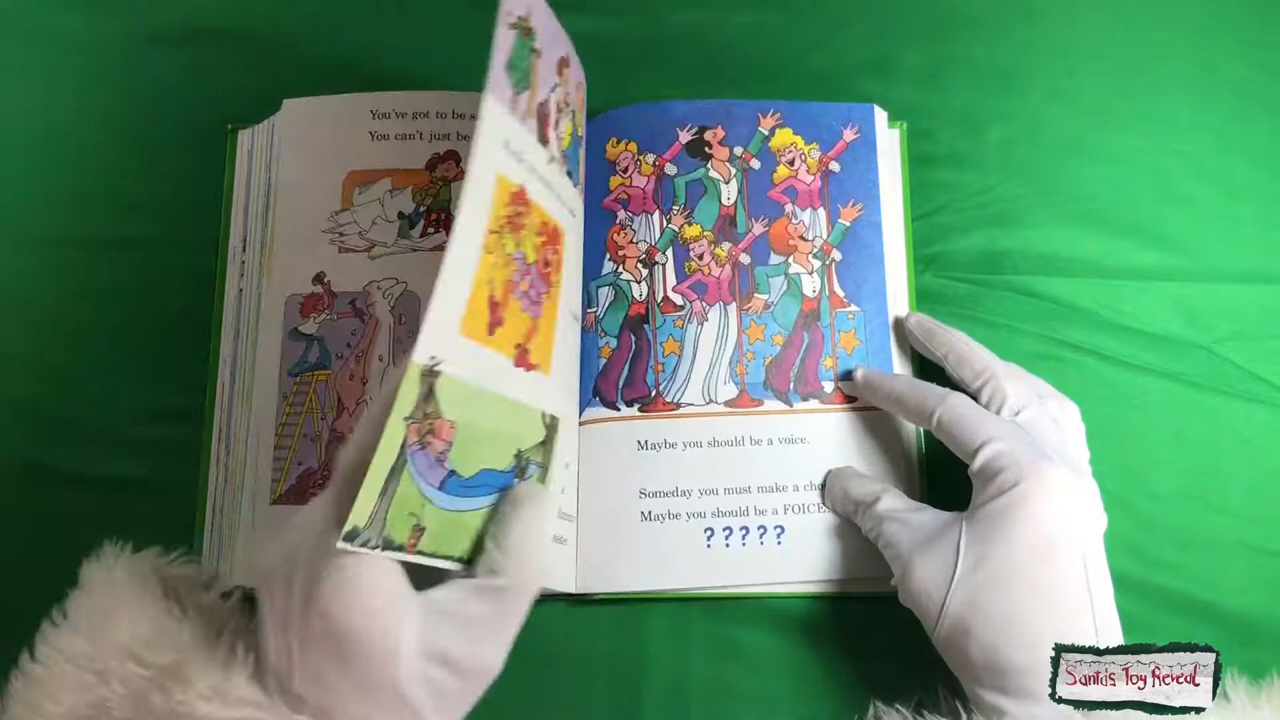 You've got to be
You can't just be
Maybe you should be a voice.
Someday you must make a
Maybe you should be a FOICE.
?????
Santa's Toy Reveal